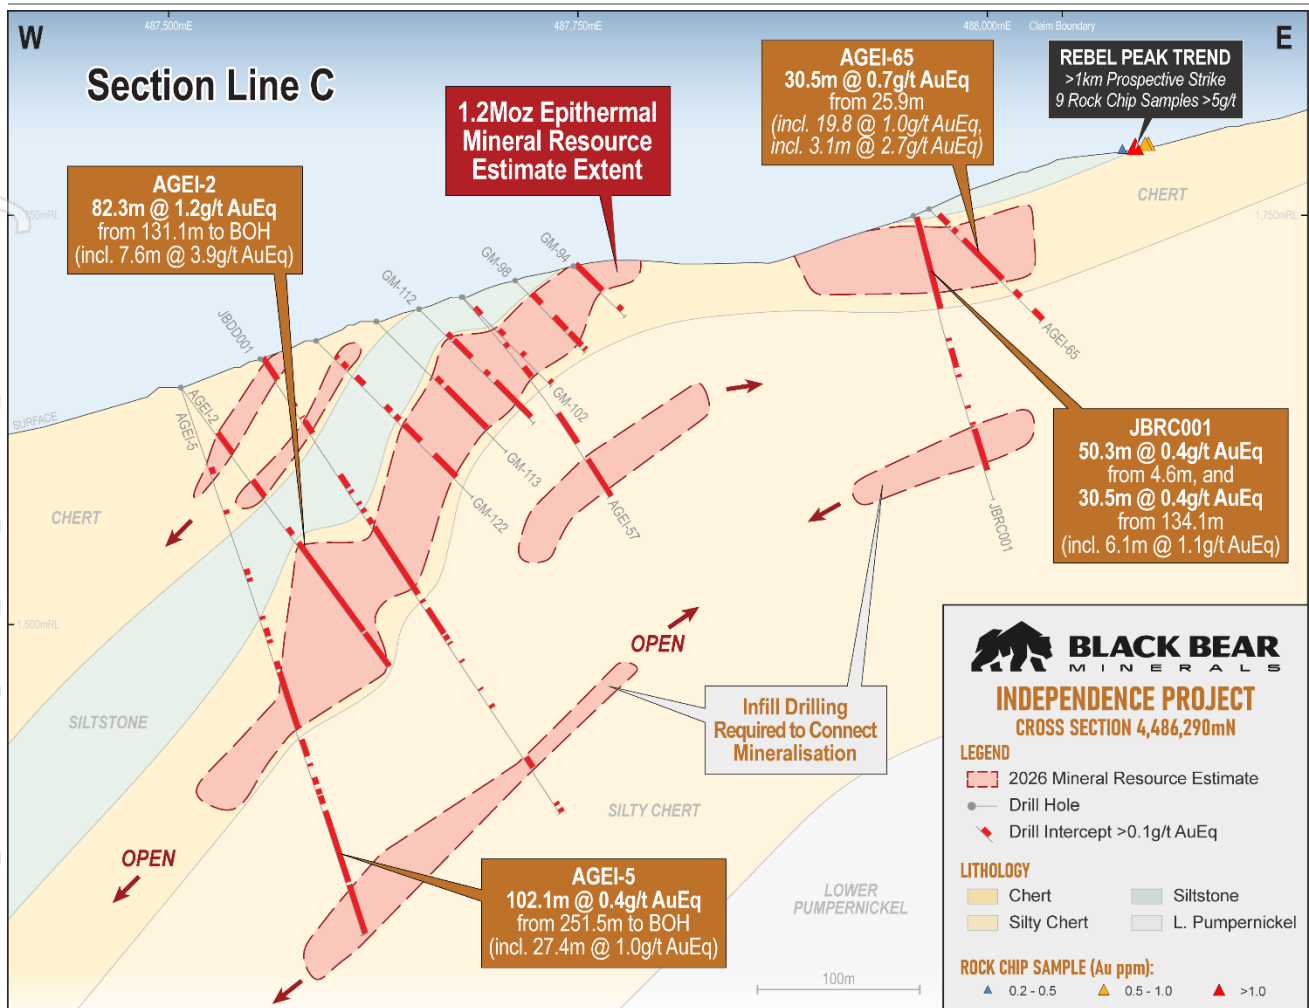 487,500mE
487,750mE
488,000mE
Claim Boundary
W
E
Section Line C
AGEI-65
30.5m @ 0.7g/t AuEq
from 25.9m
(incl. 19.8 @ 1.0g/t AuEq,
incl. 3.1m @ 2.7g/t AuEq)
REBEL PEAK TREND
>1km Prospective Strike
9 Rock Chip Samples >5g/t
1.2Moz Epithermal
Mineral Resource
Estimate Extent
AGEI-2
82.3m @ 1.2g/t AuEq
from 131.1m to BOH
(incl. 7.6m @ 3.9g/t AuEq)
CHERT
1,750mRL
1,750mRL
GM-94
GM-98
GM-112
JBDD001
AGEI-2
AGEI-5
SURFACE
AGEI-65
GM-102
GM-113
GM-122
AGEI-57
JBRC001
JBRC001
50.3m @ 0.4g/t AuEq
from 4.6m, and
30.5m @ 0.4g/t AuEq
from 134.1m
(incl. 6.1m @ 1.1g/t AuEq)
CHERT
1,500mRL
OPEN
SILTSTONE
Infill Drilling
Required to Connect
Mineralisation
SILTY CHERT
OPEN
AGEI-5
102.1m @ 0.4g/t AuEq
from 251.5m to BOH
(incl. 27.4m @ 1.0g/t AuEq)
LOWER
PUMPERNICKEL
100m
BLACK BEAR
MINERALS
INDEPENDENCE PROJECT
CROSS SECTION 4,486,290mN
LEGEND
2026 Mineral Resource Estimate
Drill Hole
Drill Intercept >0.1g/t AuEq
LITHOLOGY
Chert
Siltstone
Silty Chert
L. Pumpernickel
ROCK CHIP SAMPLE (Au ppm):
0.2 - 0.5
0.5 - 1.0
>1.0